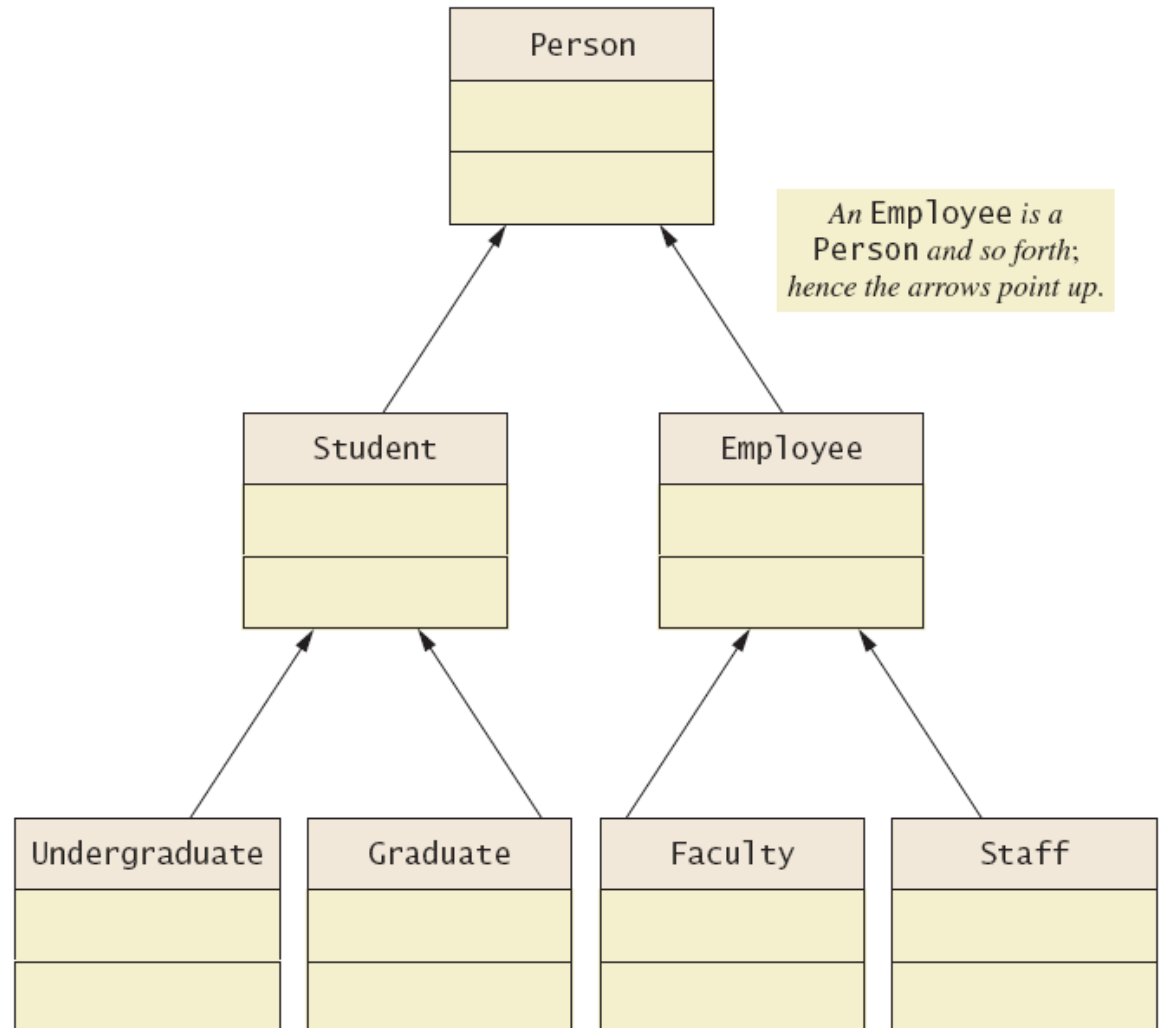 Person
An Employee is a
Person and so forth;
hence the arrows point up.
Student
Employee
Undergraduate
Graduate
Faculty
Staff